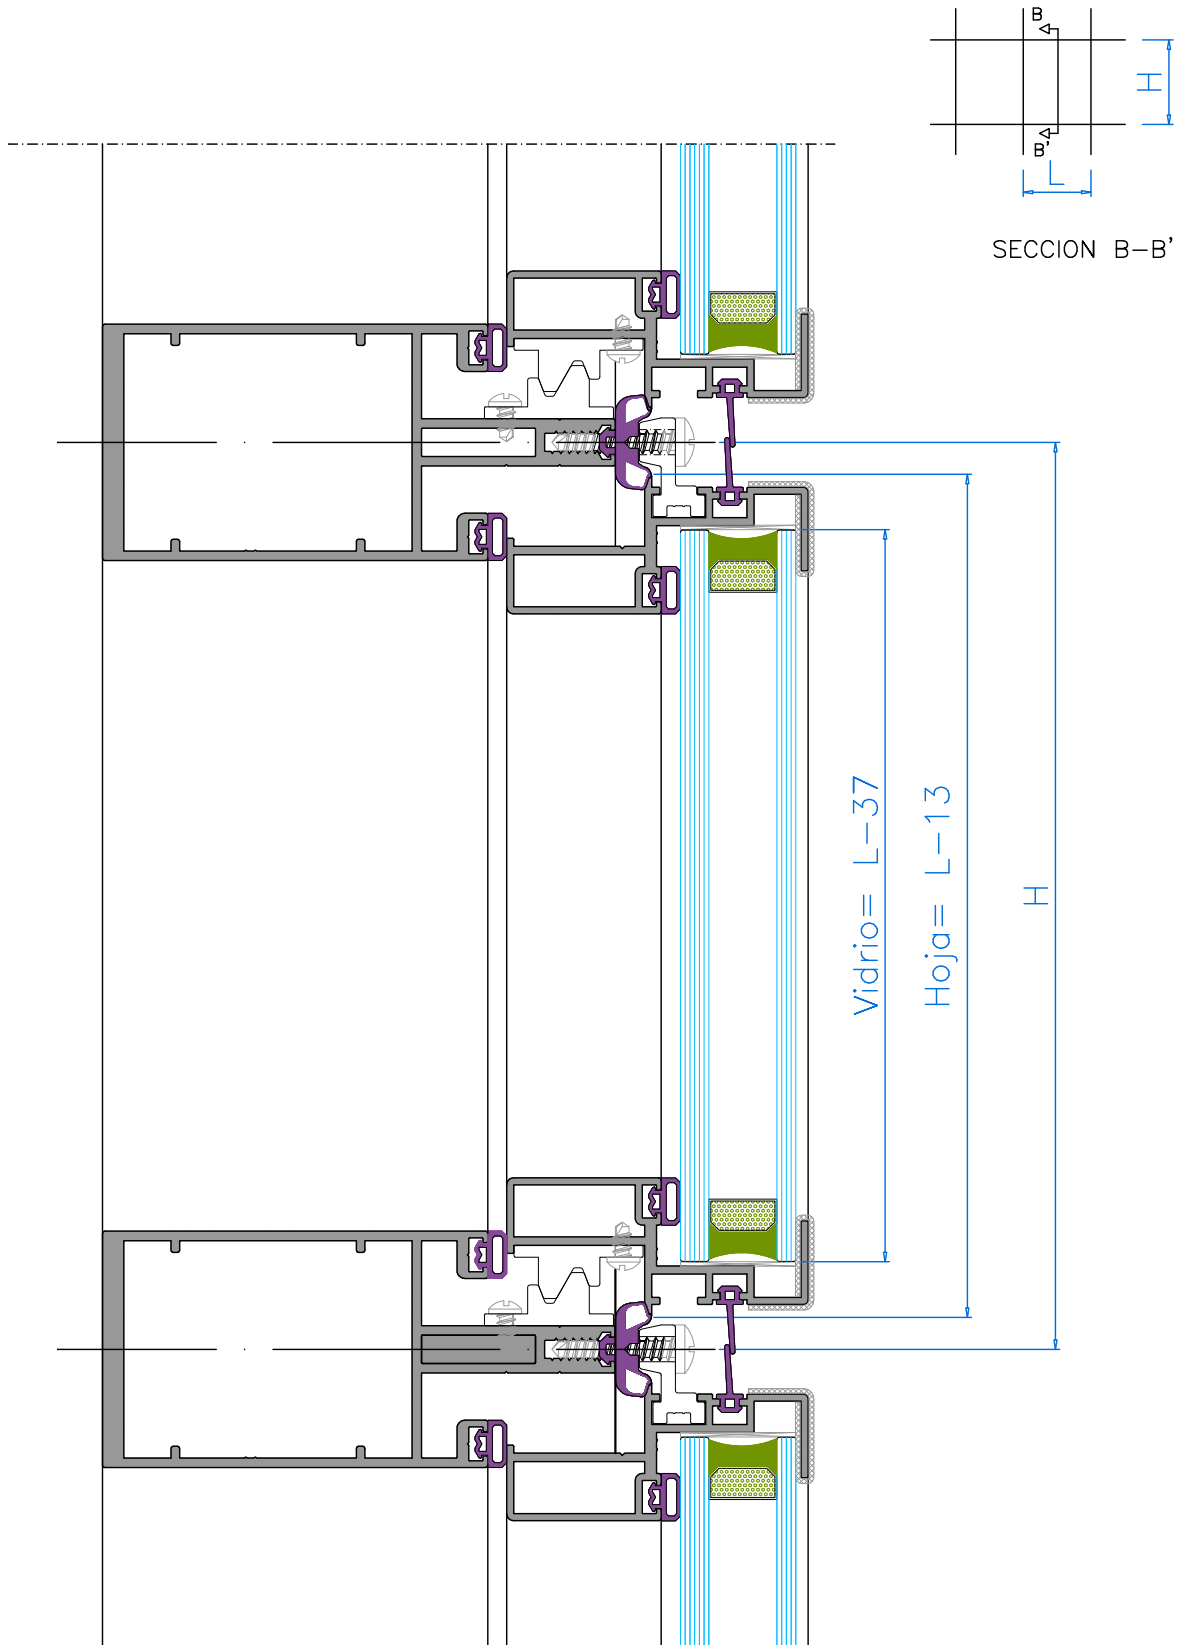 B
H
B'
L
SECCION B-B'
Vidrio= L-37
Hoja= L-13
H